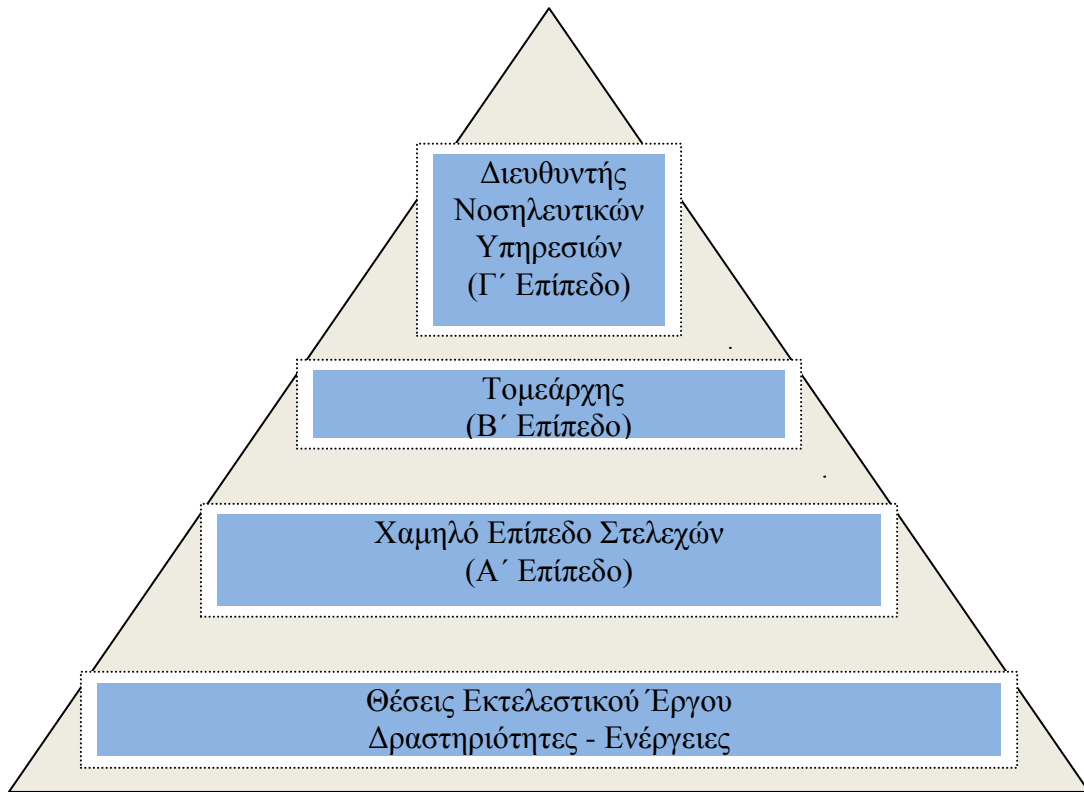 Διευθυντής
Νοσηλευτικών
Υπηρεσιών
(Γ΄ Επίπεδο)
Τομεάρχης
(Β΄ Επίπεδο)
Χαμηλό Επίπεδο Στελεχών
(Α΄ Επίπεδο)
Θέσεις Εκτελεστικού Έργου
Δραστηριότητες - Ενέργειες